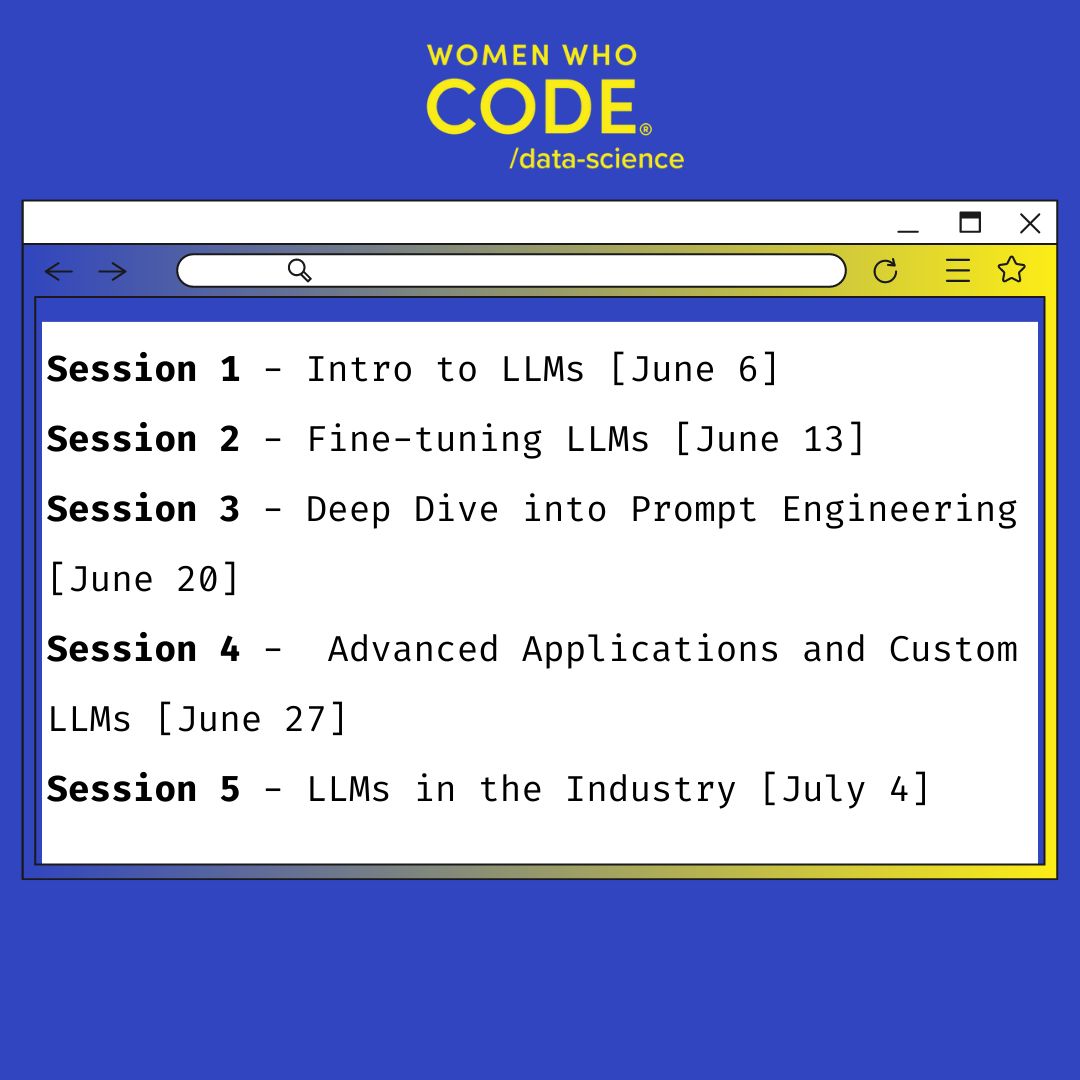 WOMEN WHO
CODE®
/data-science
Session 1 - Intro to LLMs [June 6]
Session 2 - Fine-tuning LLMs [June 13]
Session 3 - Deep Dive into Prompt Engineering
[June 20]
Session 4 -  Advanced Applications and Custom
LLMs [June 27]
Session 5 - LLMs in the Industry [July 4]